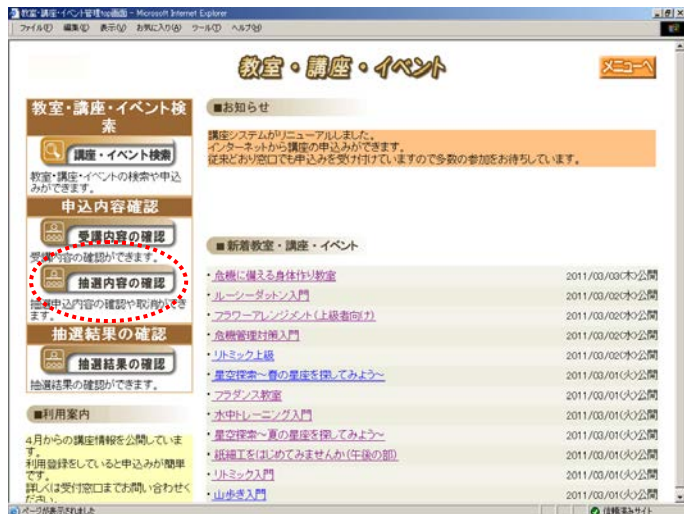 教室・講座・イベント管理top画面 - Microsoft Internet Explorer
ファイル(F) 編集(E) 表示(V) お気に入り(A) ツール(T) ヘルプ(H)
教室・講座・イベント
メニューへ
教室・講座・イベント検
索
講座・イベント検索
教室・講座・イベントの検索や申込
みができます。
申込内容確認
受講内容の確認
受講内容の確認ができます。
抽選内容の確認
抽選申込内容の確認や取消ができ
ます。
抽選結果の確認
抽選結果の確認
抽選結果の確認ができます。
■利用案内
4月からの講座情報を公開していま
す。
利用登録をしていると申込みが簡単
です。
詳しくは受付窓口までお問い合わせく
ださい。
■お知らせ
講座システムがリニューアルしました。
インターネットから講座の申込みができます。
従来どおり窓口でも申込みを受け付けていますので多数の参加をお待ちしています。
■新着教室・講座・イベント
・危機に備える身体作り教室 2011/03/03(木)公開
・ルーシーダットン入門 2011/03/02(水)公開
・フラワーアレンジメント(上級者向け) 2011/03/02(水)公開
・危機管理対策入門 2011/03/02(水)公開
・リトミック上級 2011/03/02(水)公開
・星空探索~春の星座を探してみよう~ 2011/03/01(火)公開
・フラダンス教室 2011/03/01(火)公開
・水中トレーニング入門 2011/03/01(火)公開
・星空探索~夏の星座を探してみよう~ 2011/03/01(火)公開
・紙細工をはじめてみませんか(午後の部) 2011/03/01(火)公開
・リトミック入門 2011/03/01(火)公開
・山歩き入門 2011/03/01(火)公開
ページが表示されました
信頼済みサイト